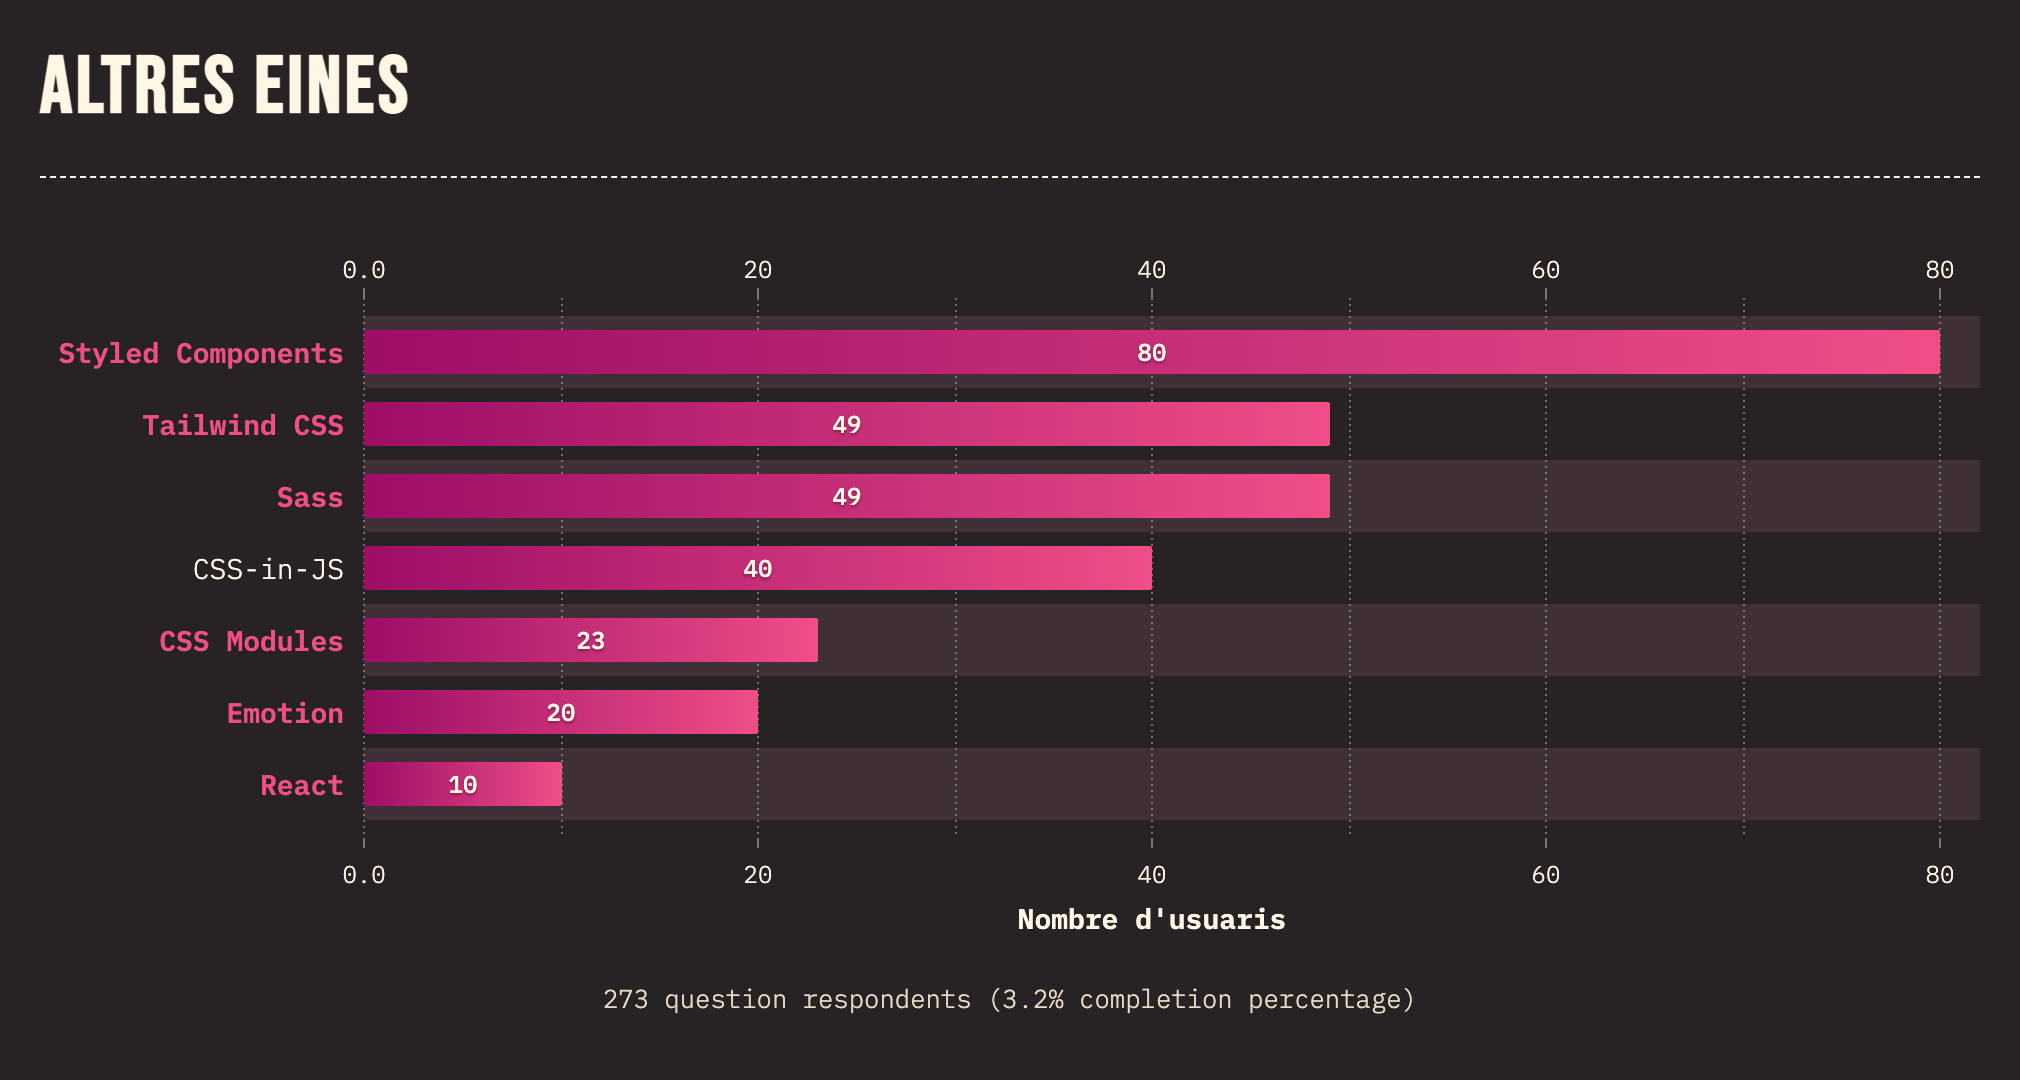 ALTRES EINES
0.0 20 40 60 80
Styled Components 80
Tailwind CSS 49
Sass 49
CSS-in-JS 40
CSS Modules 23
Emotion 20
React 10
0.0 20 40 60 80
Nombre d'usuaris
273 question respondents (3.2% completion percentage)